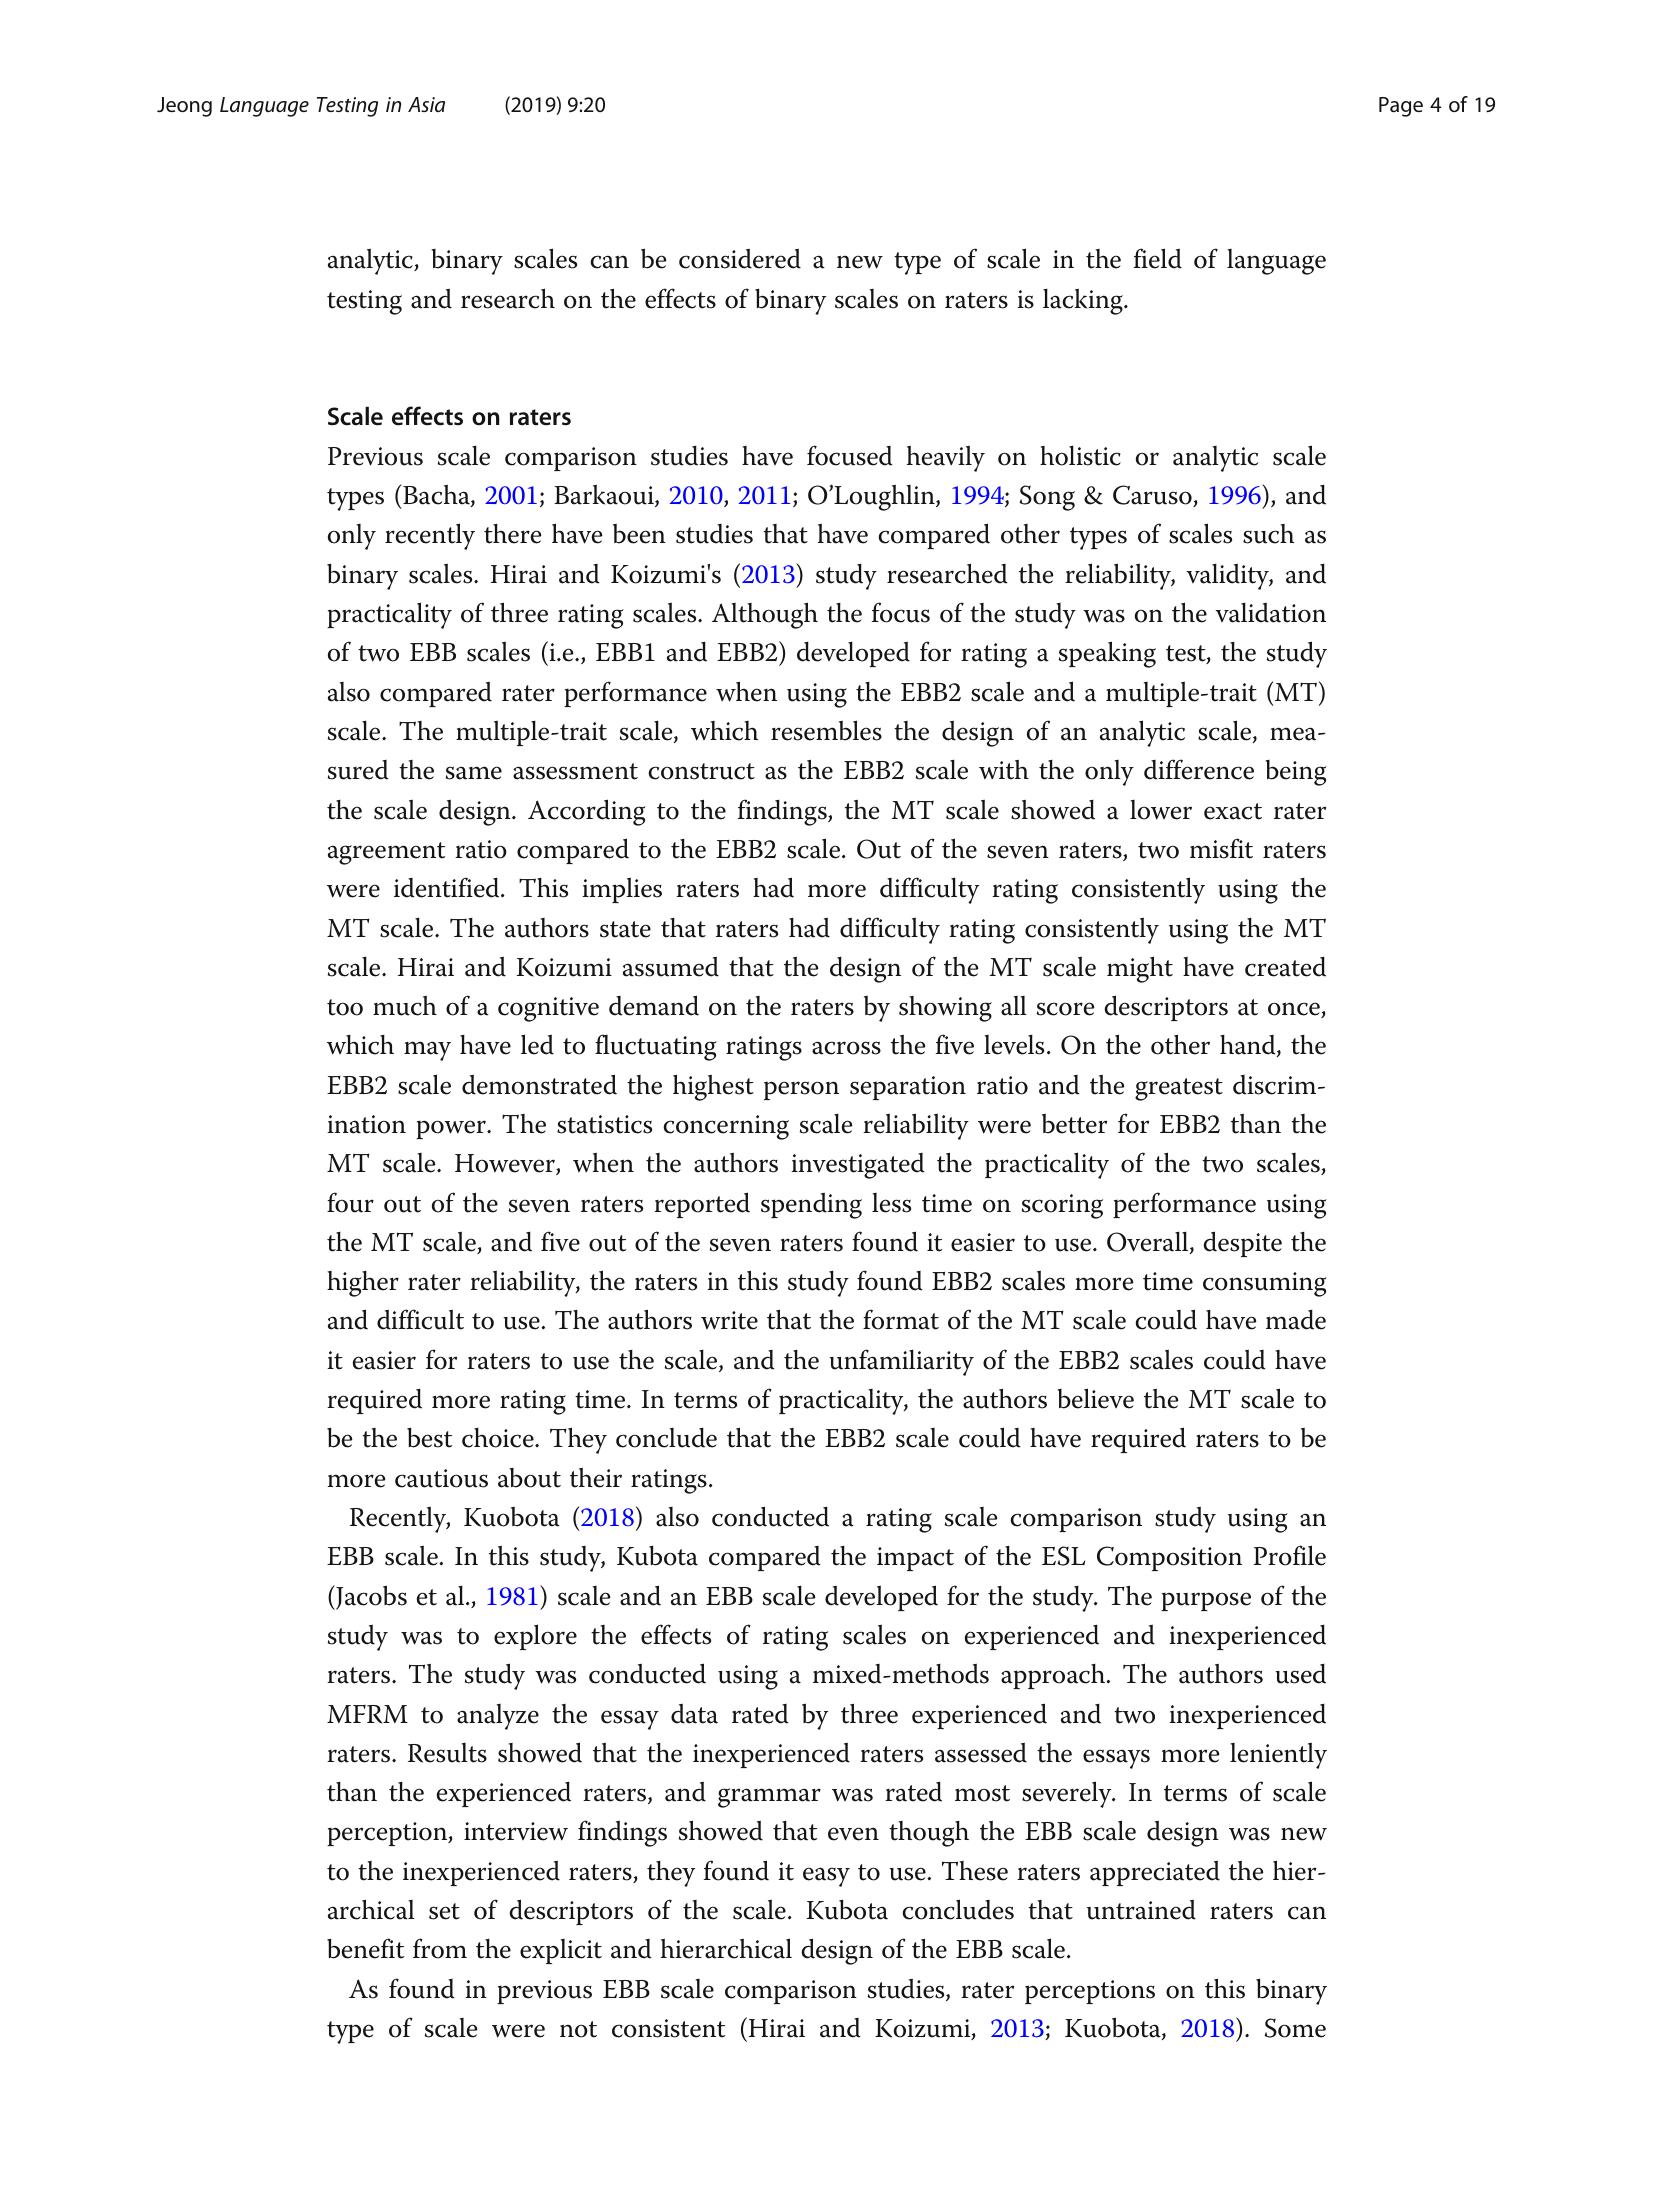 Jeong Language Testing in Asia (2019) 9:20 Page 4 of 19
analytic, binary scales can be considered a new type of scale in the field of language
testing and research on the effects of binary scales on raters is lacking.
Scale effects on raters
Previous scale comparison studies have focused heavily on holistic or analytic scale
types (Bacha, 2001; Barkaoui, 2010, 2011; O’Loughlin, 1994; Song & Caruso, 1996), and
only recently there have been studies that have compared other types of scales such as
binary scales. Hirai and Koizumi's (2013) study researched the reliability, validity, and
practicality of three rating scales. Although the focus of the study was on the validation
of two EBB scales (i.e., EBB1 and EBB2) developed for rating a speaking test, the study
also compared rater performance when using the EBB2 scale and a multiple-trait (MT)
scale. The multiple-trait scale, which resembles the design of an analytic scale, mea-
sured the same assessment construct as the EBB2 scale with the only difference being
the scale design. According to the findings, the MT scale showed a lower exact rater
agreement ratio compared to the EBB2 scale. Out of the seven raters, two misfit raters
were identified. This implies raters had more difficulty rating consistently using the
MT scale. The authors state that raters had difficulty rating consistently using the MT
scale. Hirai and Koizumi assumed that the design of the MT scale might have created
too much of a cognitive demand on the raters by showing all score descriptors at once,
which may have led to fluctuating ratings across the five levels. On the other hand, the
EBB2 scale demonstrated the highest person separation ratio and the greatest discrim-
ination power. The statistics concerning scale reliability were better for EBB2 than the
MT scale. However, when the authors investigated the practicality of the two scales,
four out of the seven raters reported spending less time on scoring performance using
the MT scale, and five out of the seven raters found it easier to use. Overall, despite the
higher rater reliability, the raters in this study found EBB2 scales more time consuming
and difficult to use. The authors write that the format of the MT scale could have made
it easier for raters to use the scale, and the unfamiliarity of the EBB2 scales could have
required more rating time. In terms of practicality, the authors believe the MT scale to
be the best choice. They conclude that the EBB2 scale could have required raters to be
more cautious about their ratings.
Recently, Kuobota (2018) also conducted a rating scale comparison study using an
EBB scale. In this study, Kubota compared the impact of the ESL Composition Profile
(Jacobs et al., 1981) scale and an EBB scale developed for the study. The purpose of the
study was to explore the effects of rating scales on experienced and inexperienced
raters. The study was conducted using a mixed-methods approach. The authors used
MFRM to analyze the essay data rated by three experienced and two inexperienced
raters. Results showed that the inexperienced raters assessed the essays more leniently
than the experienced raters, and grammar was rated most severely. In terms of scale
perception, interview findings showed that even though the EBB scale design was new
to the inexperienced raters, they found it easy to use. These raters appreciated the hier-
archical set of descriptors of the scale. Kubota concludes that untrained raters can
benefit from the explicit and hierarchical design of the EBB scale.
As found in previous EBB scale comparison studies, rater perceptions on this binary
type of scale were not consistent (Hirai and Koizumi, 2013; Kuobota, 2018). Some